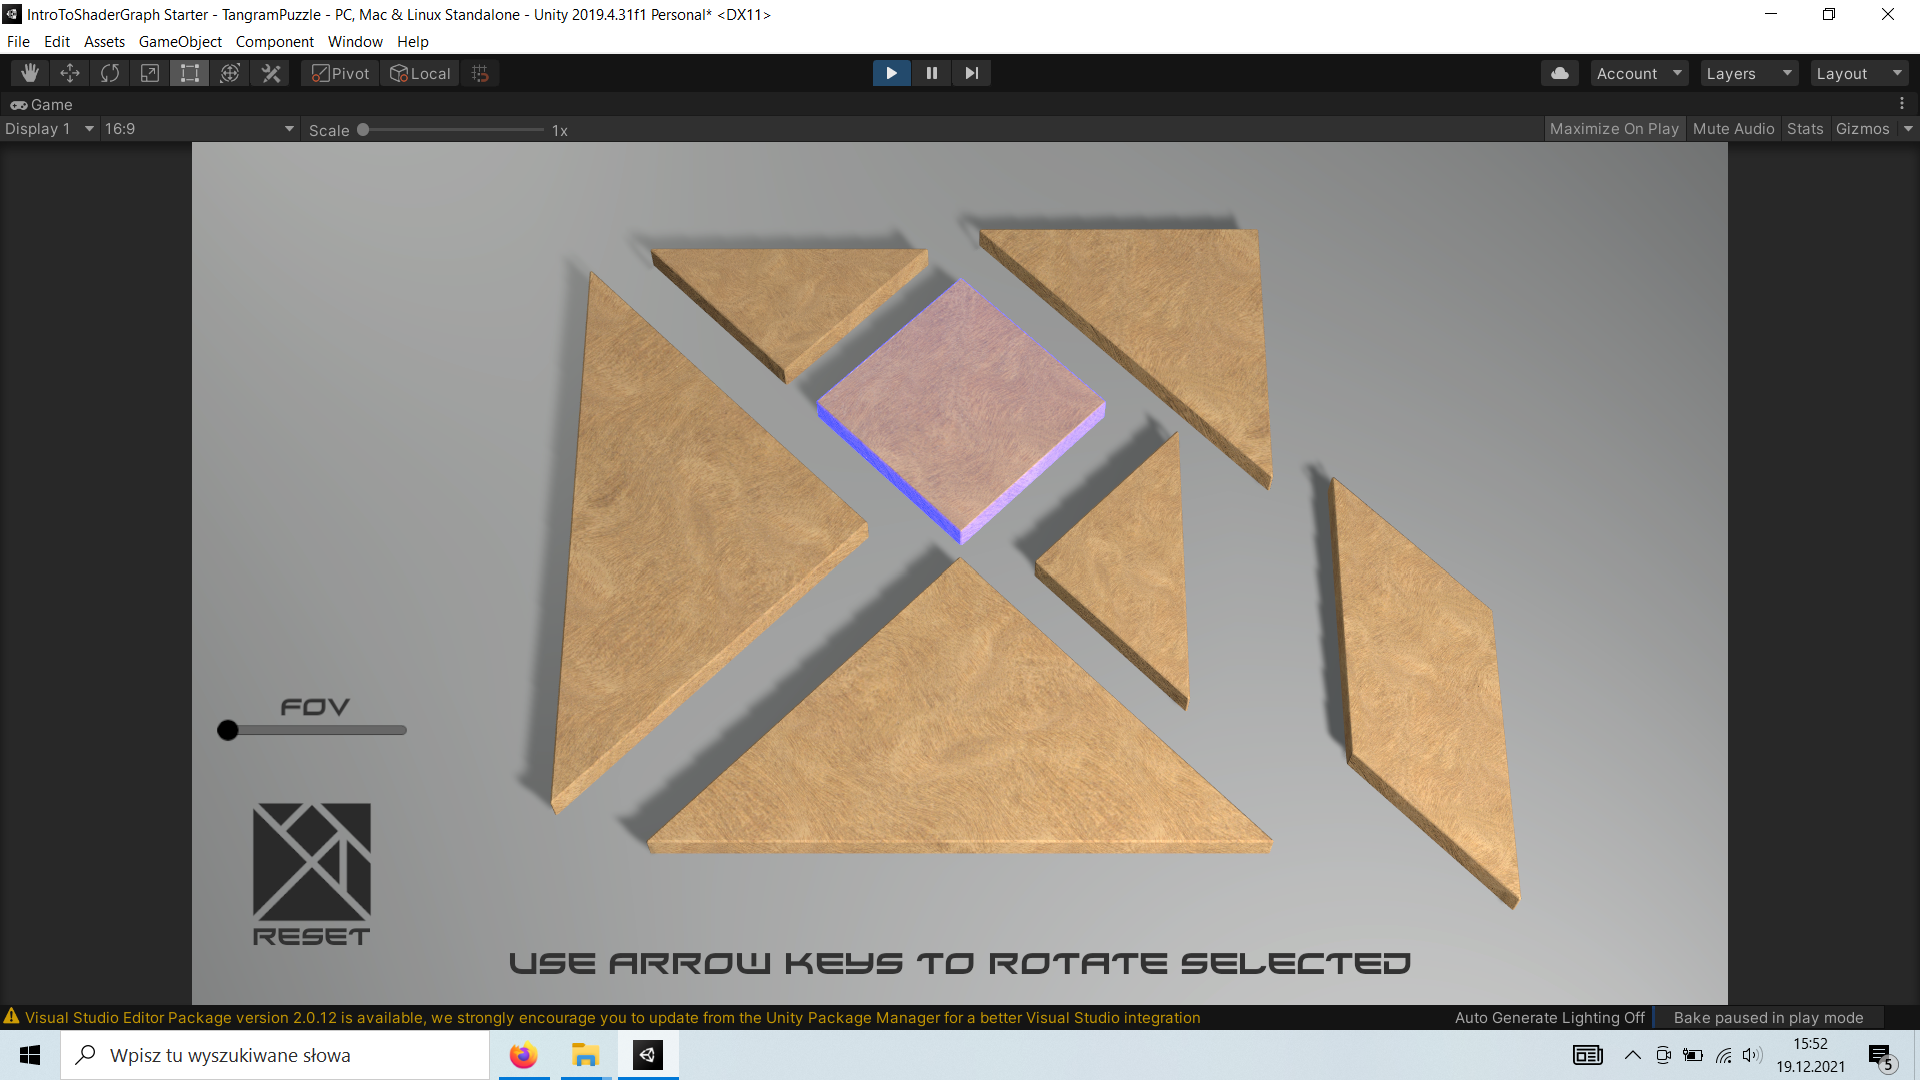 IntroToShaderGraph Starter - TangramPuzzle - PC, Mac & Linux Standalone - Unity 2019.4.31f1 Personal* <DX11>
File Edit Assets GameObject Component Window Help
Pivot Local Account Layers Layout
Game
Display 1 16:9 Scale 1x Maximize On Play Mute Audio Stats Gizmos
FOV
RESET
USE ARROW KEYS TO ROTATE SELECTED
Visual Studio Editor Package version 2.0.12 is available, we strongly encourage you to update from the Unity Package Manager for a better Visual Studio integration Auto Generate Lighting Off Bake paused in play mode
Wpisz tu wyszukiwane słowa
15:52
19.12.2021
5